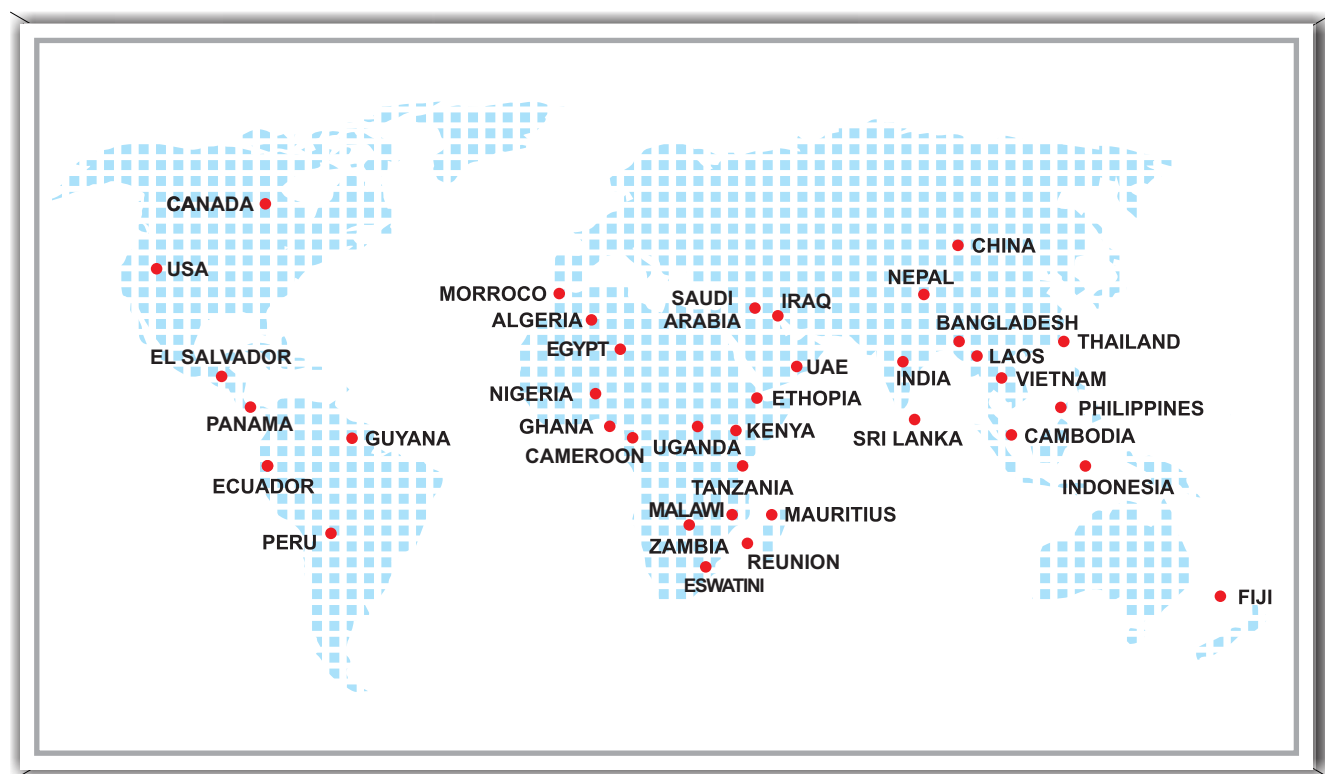 CANADA
USA
EL SALVADOR
PANAMA
GUYANA
ECUADOR
PERU
MORROCO
ALGERIA
EGYPT
NIGERIA
GHANA
CAMEROON
UGANDA
KENYA
ETHOPIA
TANZANIA
MALAWI
ZAMBIA
ESWATINI
MAURITIUS
REUNION
SAUDI
ARABIA
IRAQ
UAE
CHINA
NEPAL
BANGLADESH
INDIA
SRI LANKA
LAOS
THAILAND
VIETNAM
PHILIPPINES
CAMBODIA
INDONESIA
FIJI